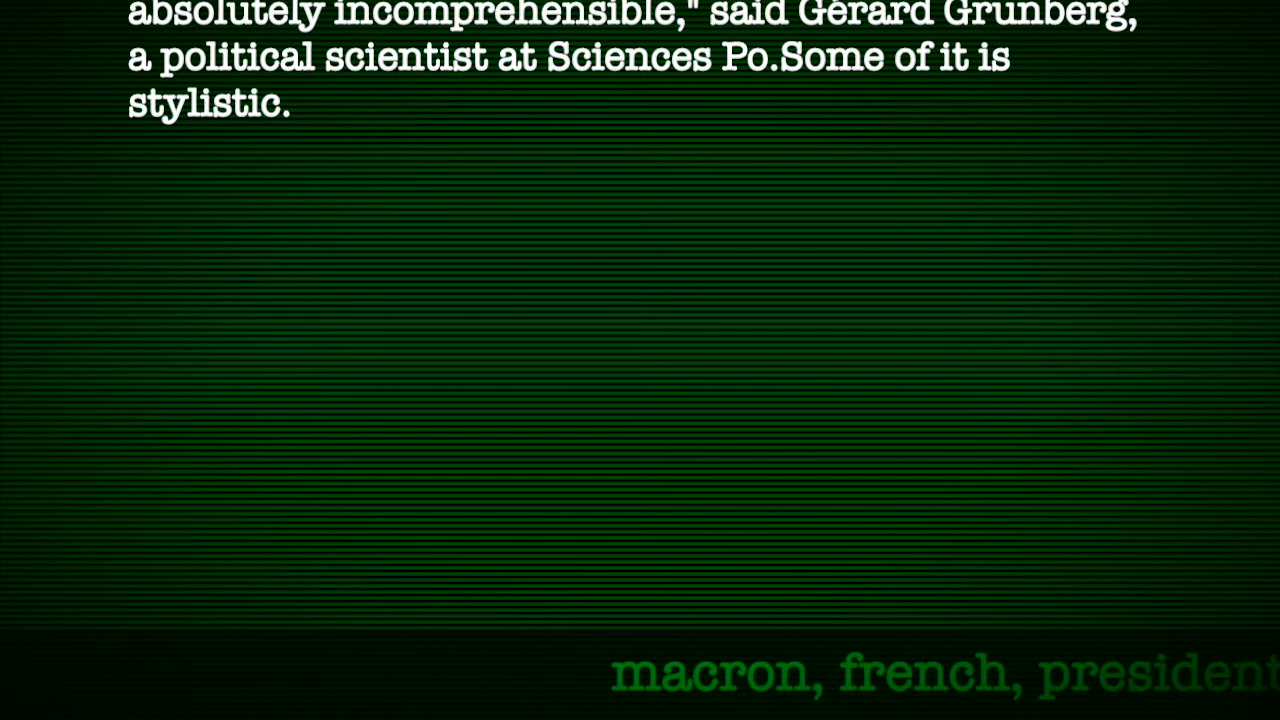 absolutely incomprehensible," said Gérard Grunberg,
a political scientist at Sciences Po.Some of it is
stylistic.
macron, french, president